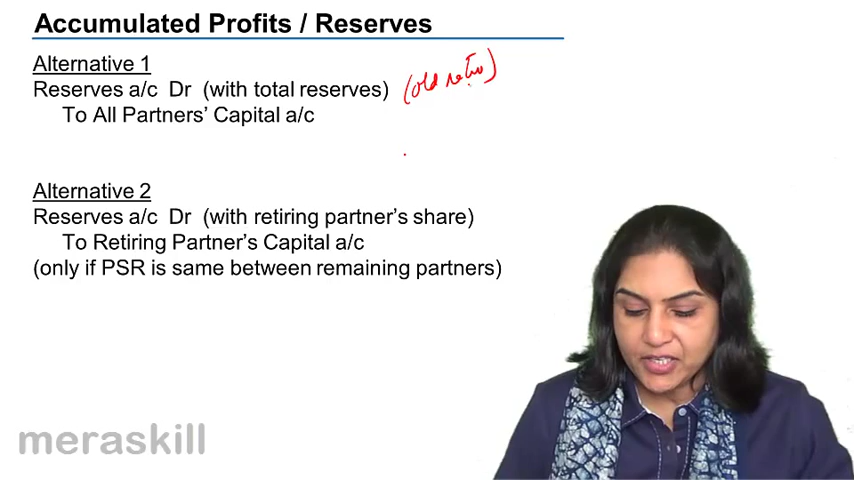 Accumulated Profits / Reserves
Alternative 1
Reserves a/c Dr (with total reserves) (old ratio)
To All Partners' Capital a/c
Alternative 2
Reserves a/c Dr (with retiring partner's share)
To Retiring Partner's Capital a/c
(only if PSR is same between remaining partners)
meraskill